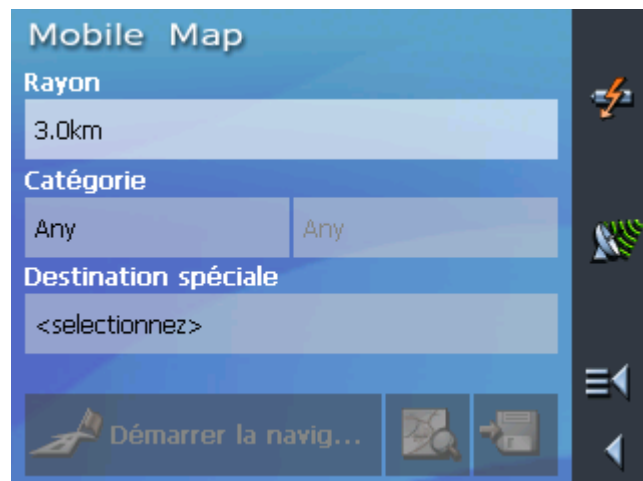 Mobile Map
Rayon
3.0km
Catégorie
Any Any
Destination spéciale
<selectionnez>
Démarrer la navig...